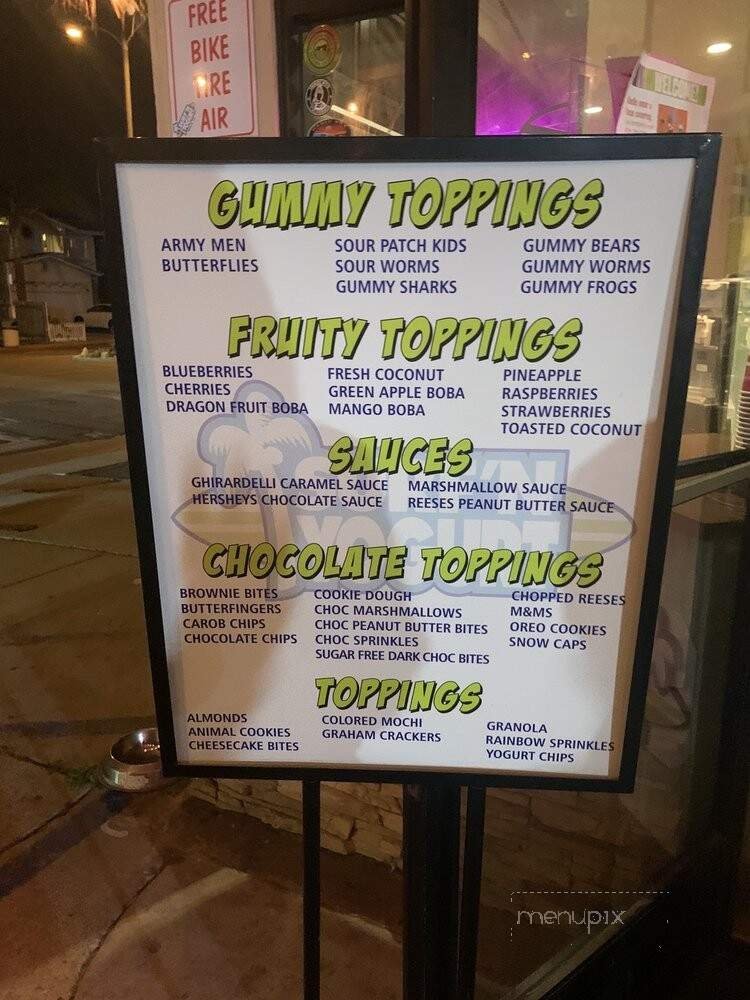 FREE
BIKE
AIR
WELCOME!
GUMMY TOPPINGS
ARMY MEN
BUTTERFLIES
SOUR PATCH KIDS
SOUR WORMS
GUMMY SHARKS
GUMMY BEARS
GUMMY WORMS
GUMMY FROGS
FRUITY TOPPINGS
BLUEBERRIES
CHERRIES
DRAGON FRUIT BOBA
FRESH COCONUT
GREEN APPLE BOBA
MANGO BOBA
PINEAPPLE
RASPBERRIES
STRAWBERRIES
TOASTED COCONUT
SAUCES
GHIRARDELLI CARAMEL SAUCE
HERSHEYS CHOCOLATE SAUCE
MARSHMALLOW SAUCE
REESES PEANUT BUTTER SAUCE
YOGURT
CHOCOLATE TOPPINGS
BROWNIE BITES
BUTTERFINGERS
CAROB CHIPS
CHOCOLATE CHIPS
COOKIE DOUGH
CHOC MARSHMALLOWS
CHOC PEANUT BUTTER BITES
CHOC SPRINKLES
SUGAR FREE DARK CHOC BITES
CHOPPED REESES
M&MS
OREO COOKIES
SNOW CAPS
TOPPINGS
ALMONDS
ANIMAL COOKIES
CHEESECAKE BITES
COLORED MOCHI
GRAHAM CRACKERS
GRANOLA
RAINBOW SPRINKLES
YOGURT CHIPS
menupix